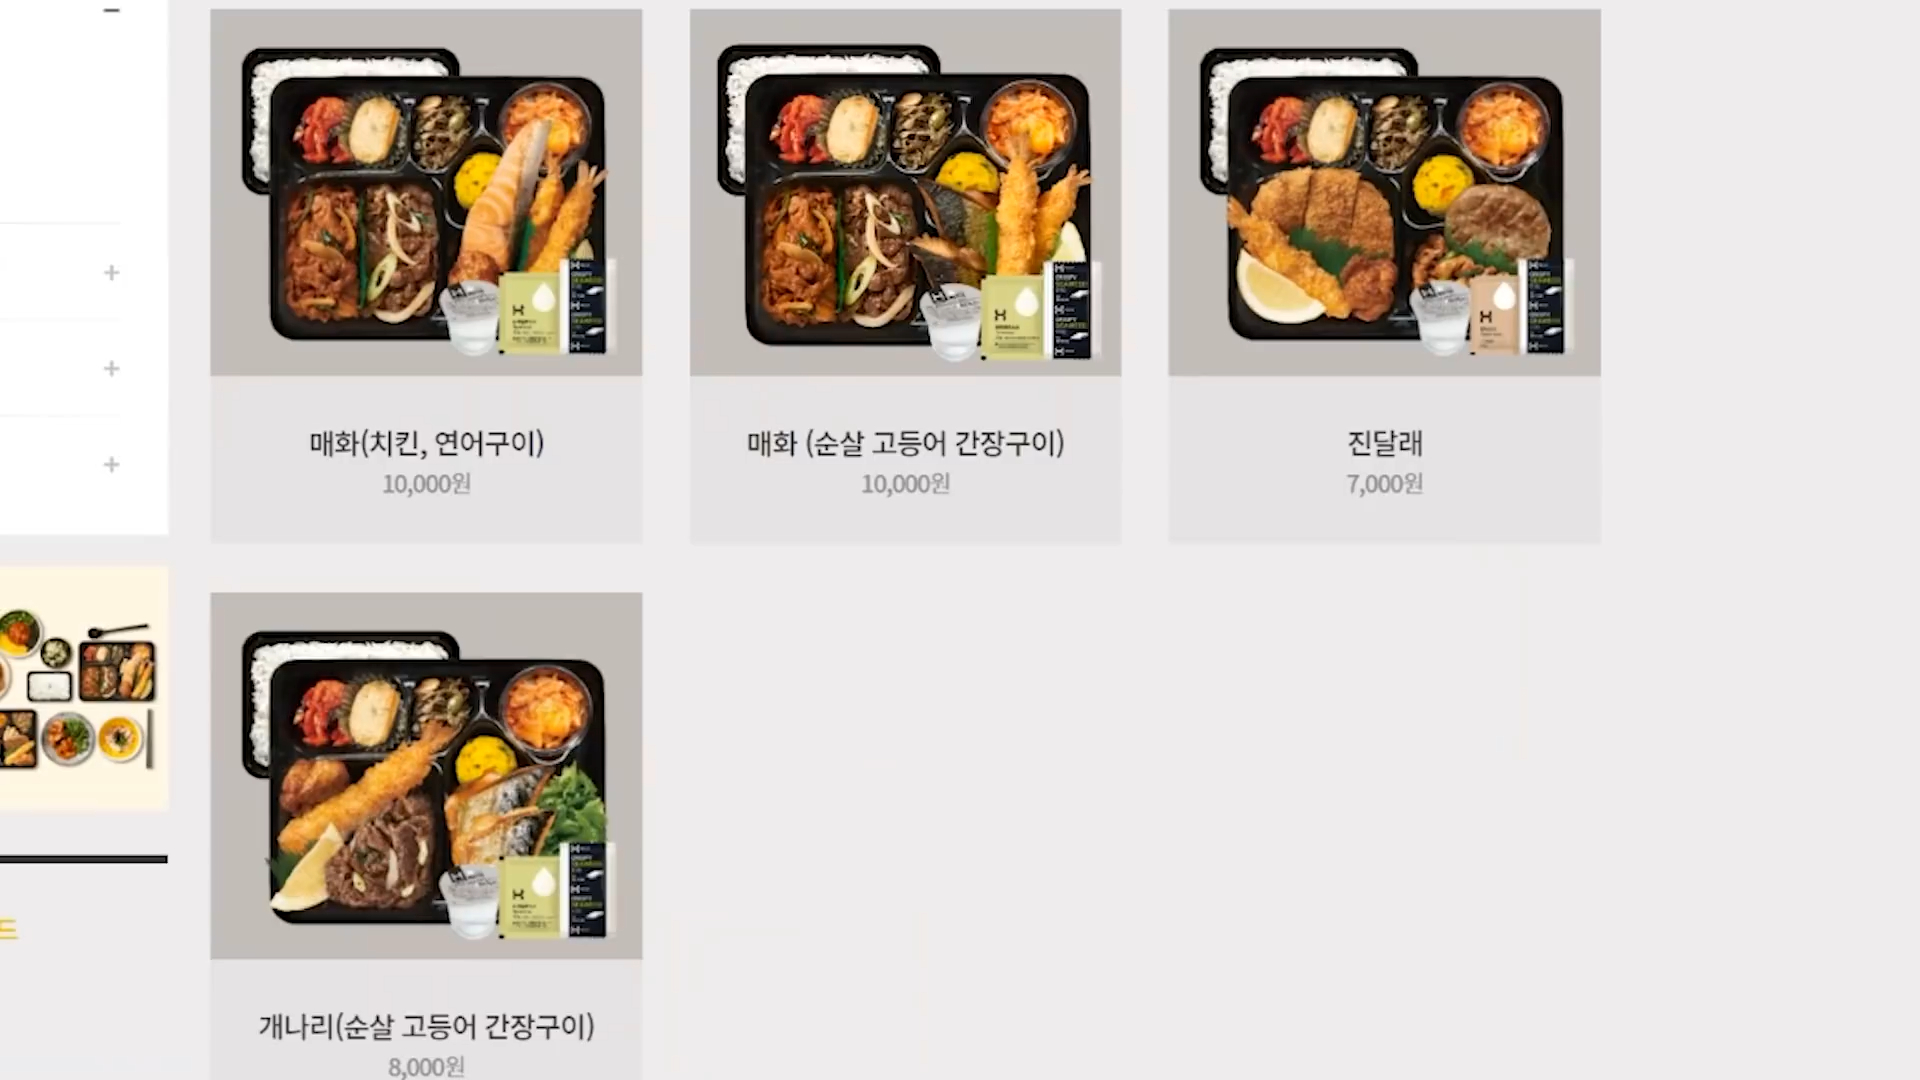 매화(치킨, 연어구이)
10,000원
매화 (순살 고등어 간장구이)
10,000원
진달래
7,000원
개나리(순살 고등어 간장구이)
8,000원
드